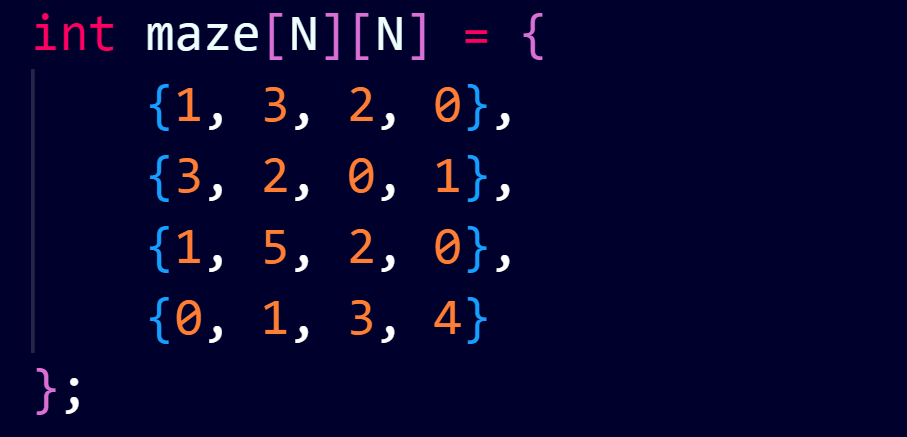 int maze[N][N] = {
{1, 3, 2, 0},
{3, 2, 0, 1},
{1, 5, 2, 0},
{0, 1, 3, 4}
};